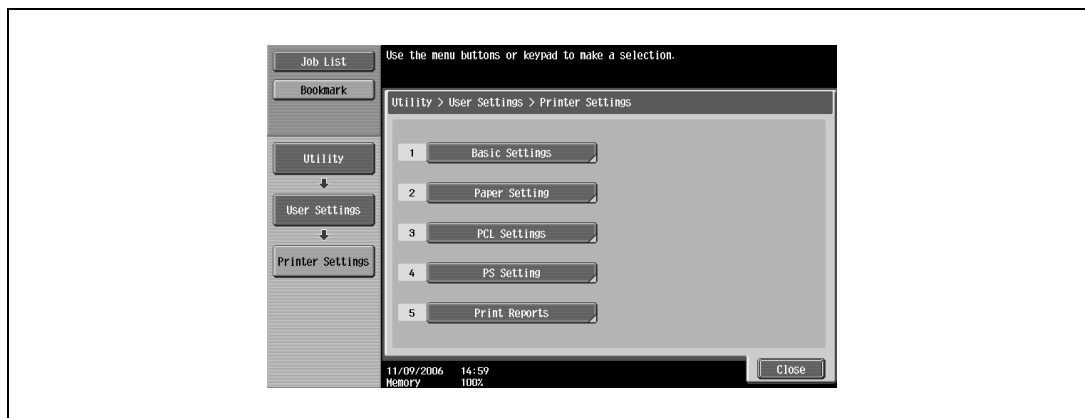 Job List
Bookmark
Utility
User Settings
Printer Settings
Use the menu buttons or keypad to make a selection.
Utility > User Settings > Printer Settings
1 Basic Settings
2 Paper Setting
3 PCL Settings
4 PS Setting
5 Print Reports
11/09/2006 14:59
Memory 100%
Close